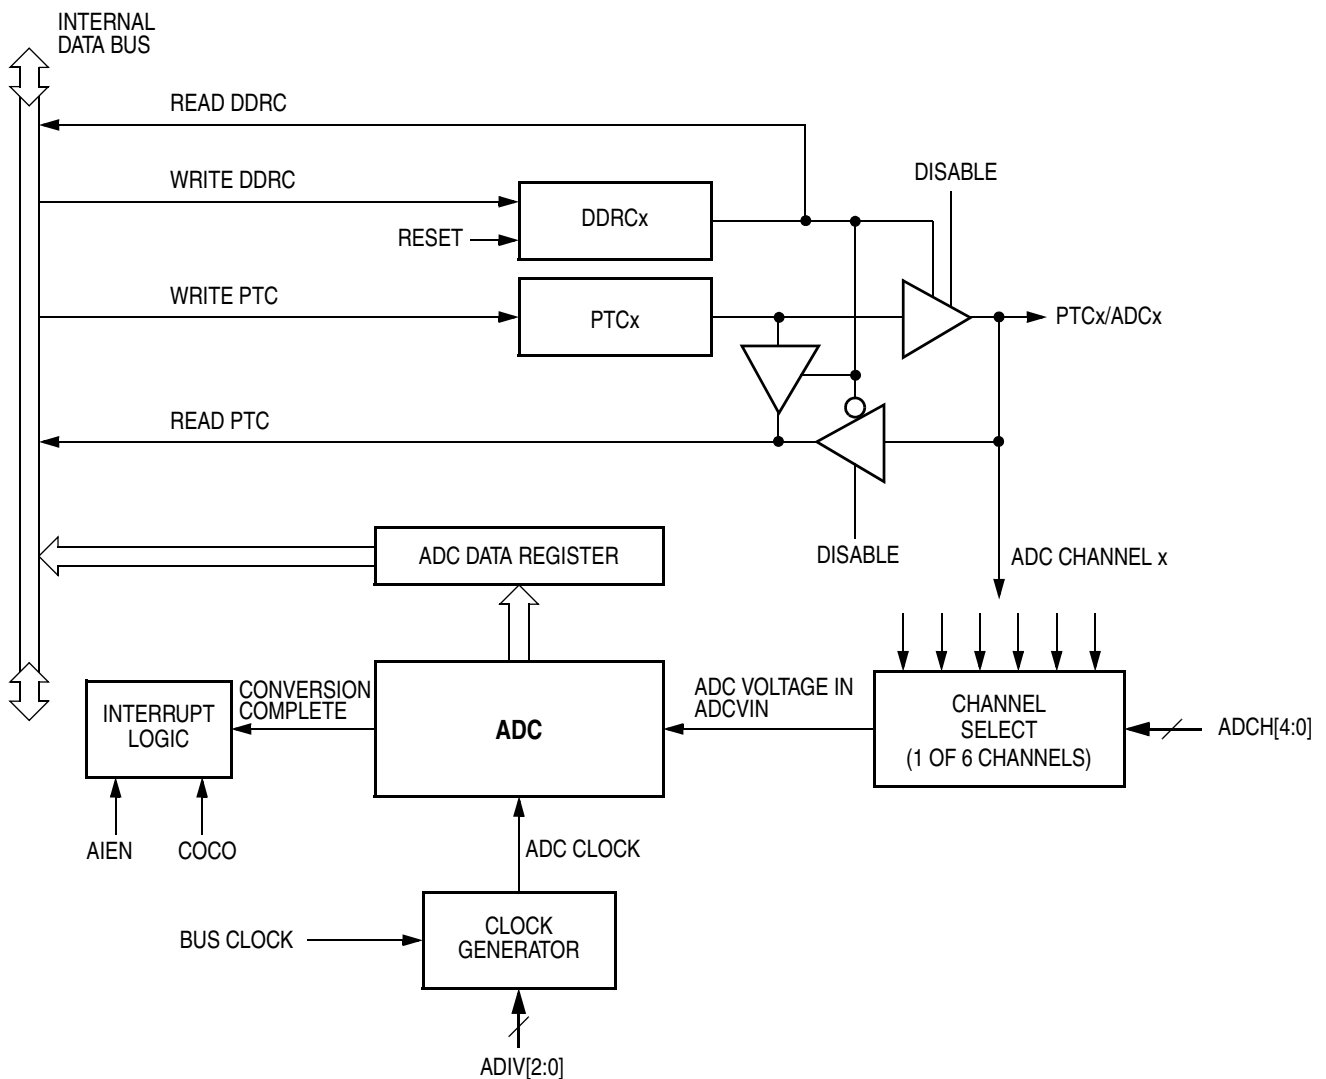 INTERNAL
DATA BUS
READ DDRC
WRITE DDRC
DISABLE
DDRCx
RESET
WRITE PTC
PTCx
PTCx/ADCx
READ PTC
DISABLE
ADC CHANNEL x
ADC DATA REGISTER
CONVERSION
COMPLETE
ADC VOLTAGE IN
ADCVIN
INTERRUPT
LOGIC
ADC
CHANNEL
SELECT
(1 OF 6 CHANNELS)
ADCH[4:0]
AIEN
COCO
ADC CLOCK
BUS CLOCK
CLOCK
GENERATOR
ADIV[2:0]